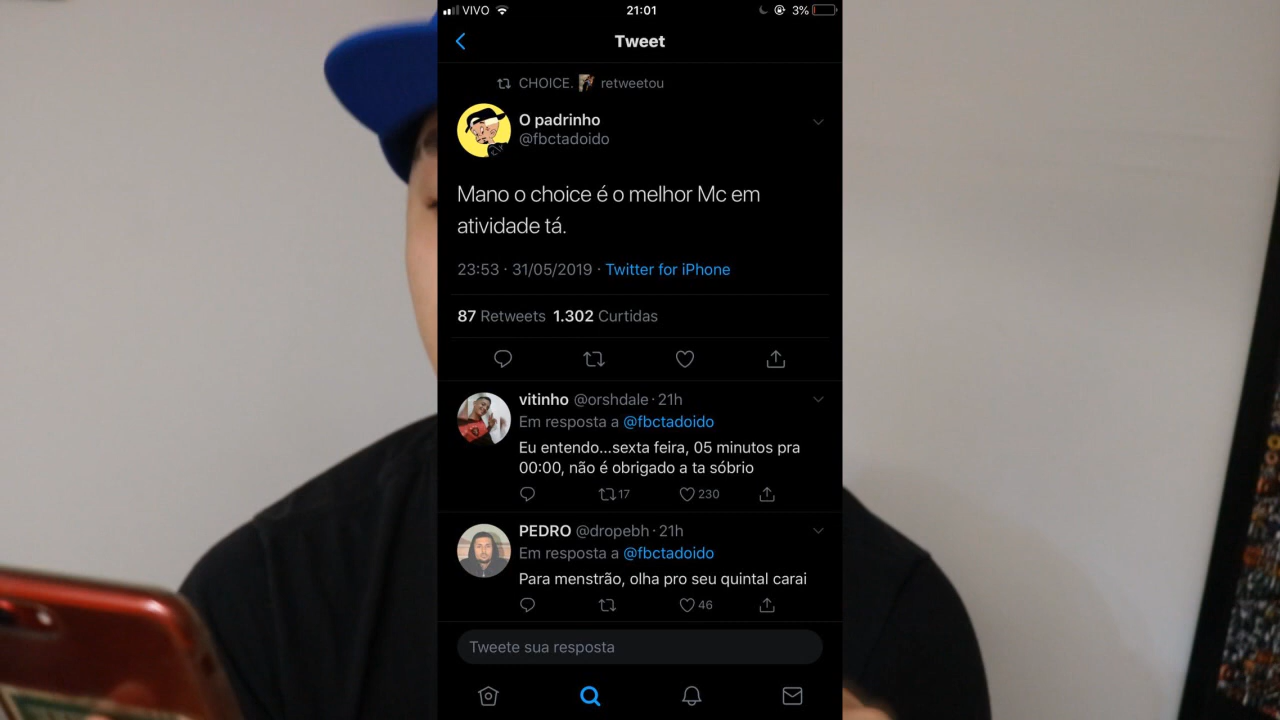 VIVO 21:01 3%
Tweet
CHOICE. retweetou
O padrinho
@fbctadoido
Mano o choice é o melhor Mc em
atividade tá.
23:53 · 31/05/2019 · Twitter for iPhone
87 Retweets 1.302 Curtidas
vitinho @orshdale · 21h
Em resposta a @fbctadoido
Eu entendo...sexta feira, 05 minutos pra
00:00, não é obrigado a ta sóbrio
17 230
PEDRO @dropebh · 21h
Em resposta a @fbctadoido
Para menstrão, olha pro seu quintal carai
46
Tweete sua resposta